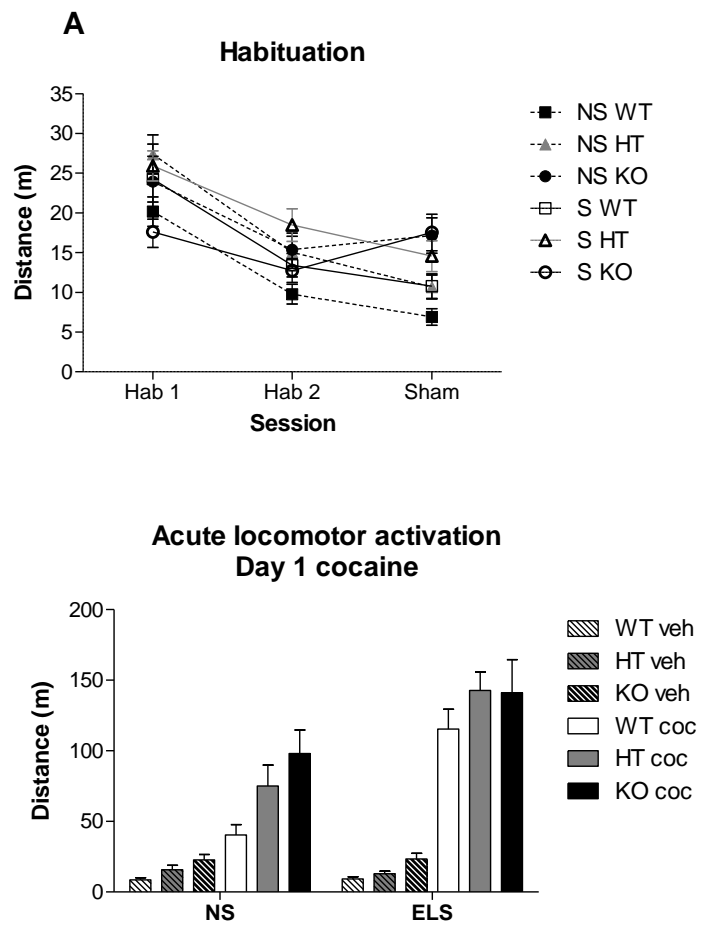 A
Habituation
35
30
25
20
15
10
5
0
Distance (m)
Hab 1 Hab 2 Sham
Session
NS WT
NS HT
NS KO
S WT
S HT
S KO
Acute locomotor activation
Day 1 cocaine
200
150
100
50
0
Distance (m)
NS ELS
WT veh
HT veh
KO veh
WT coc
HT coc
KO coc